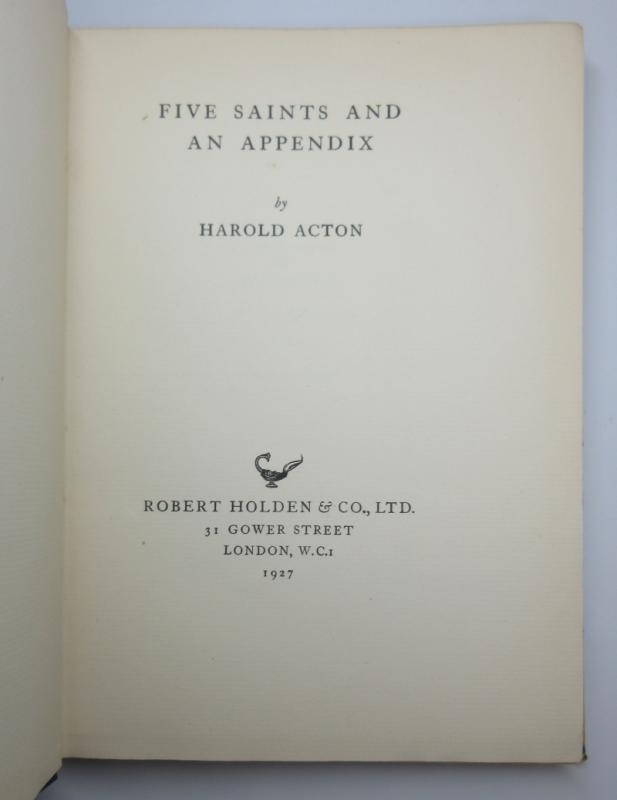 FIVE SAINTS AND
AN APPENDIX
by
HAROLD ACTON
ROBERT HOLDEN & CO., LTD.
31 GOWER STREET
LONDON, W.C.1
1927